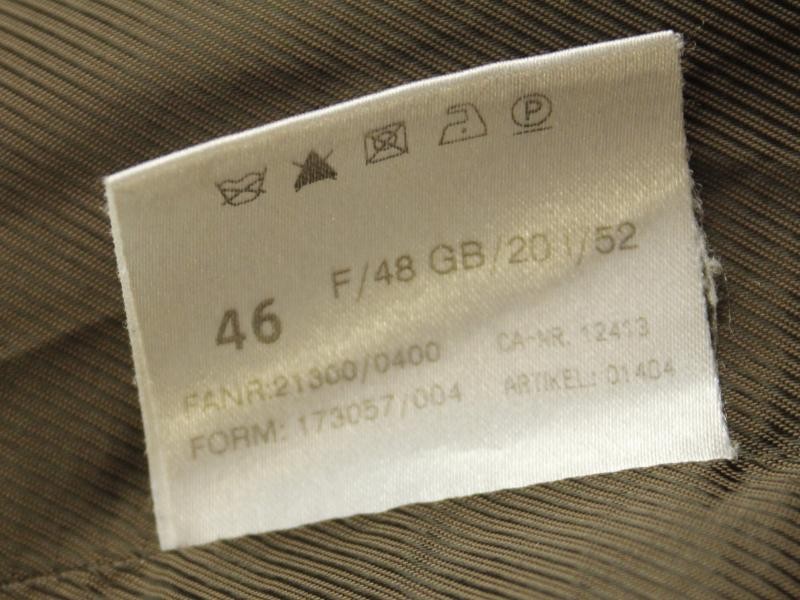 P
46 F/48 GB/20 I/52
FANR:21300/0400 CA-NR. 12413
FORM: 173057/004 ARTIKEL: 01404